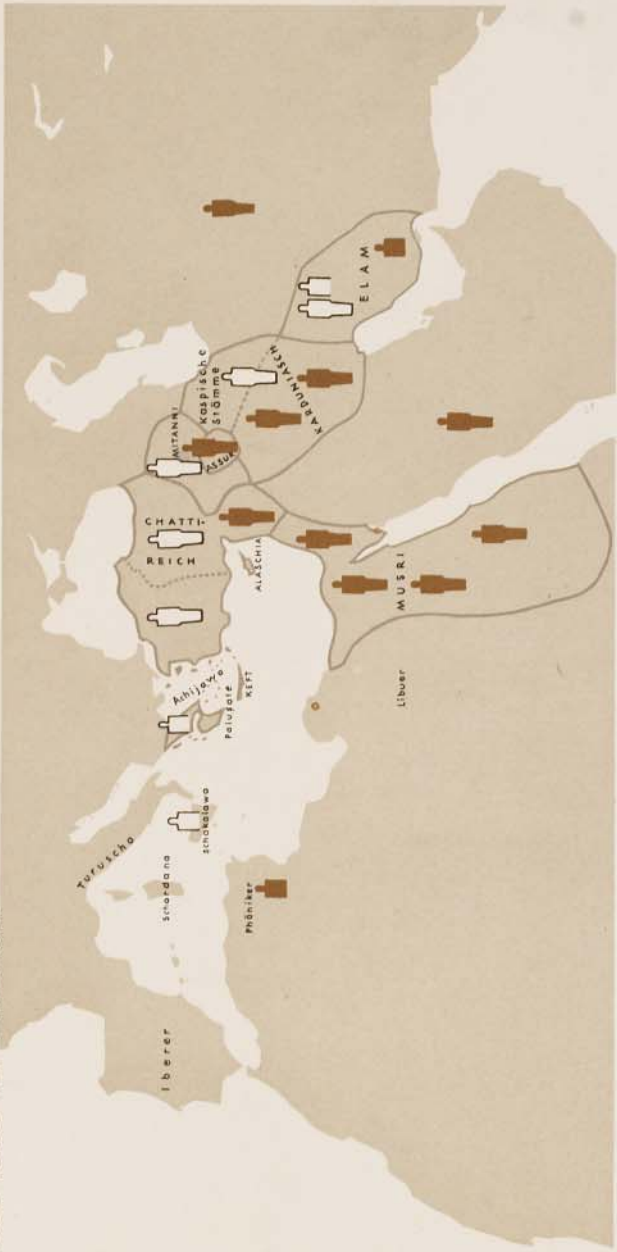 Iberer
Turuscha
Schardana
Schakalawa
Phöniker
Achijawa
Palusate
KEFT
Libuer
CHATTI-
REICH
ALASCHIA
MUSRI
MITANNI
ASSUR
Kaspische
Stämme
KARDUNIASCH
ELAM